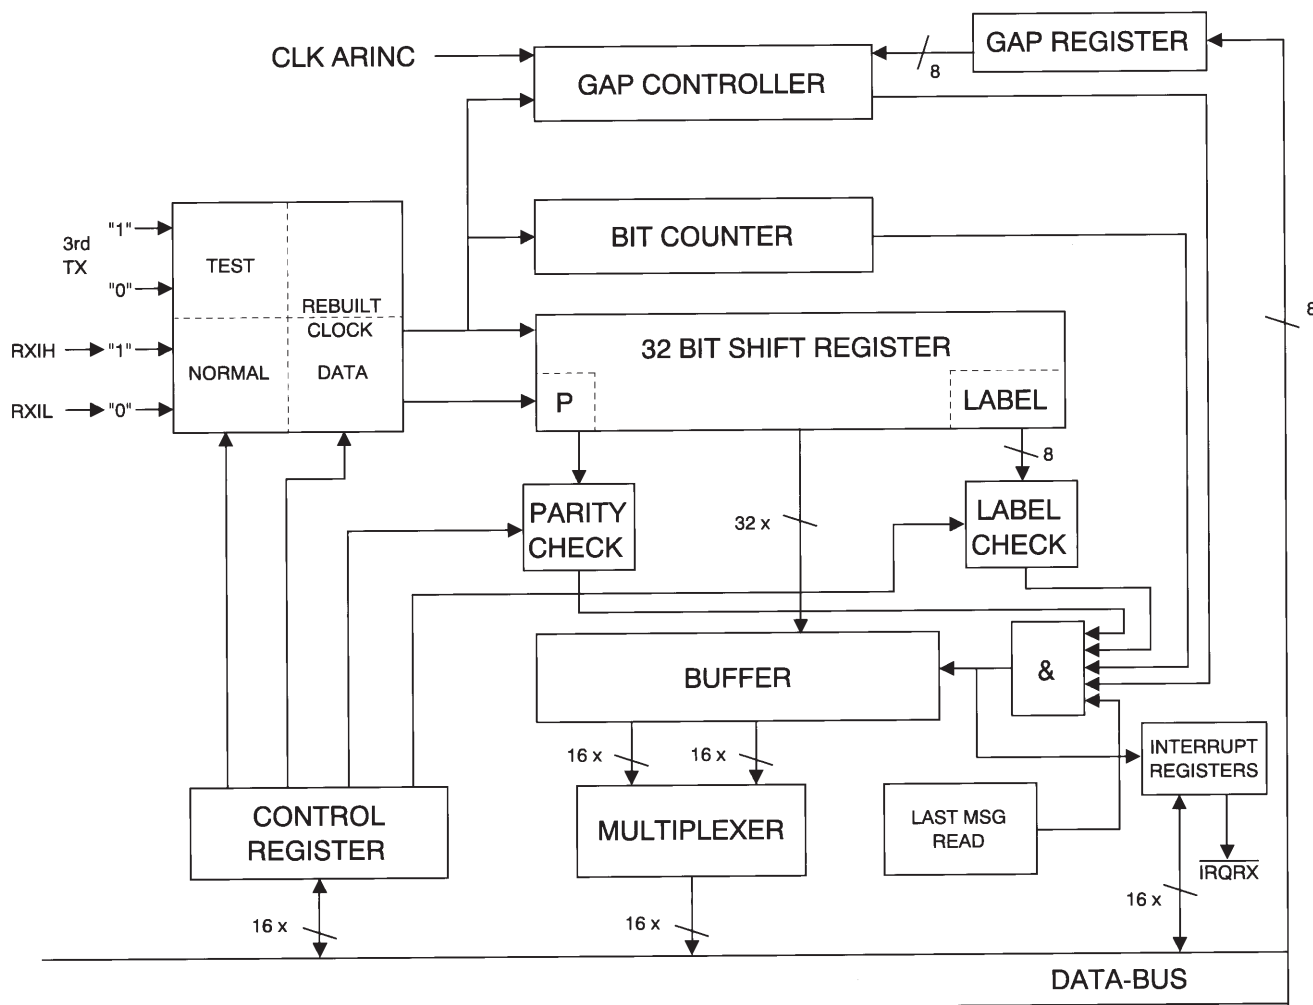 GAP REGISTER
CLK ARINC
8
GAP CONTROLLER
"1"
3rd
TX
BIT COUNTER
TEST
"0"
REBUILT
CLOCK
8
RXIH
"1"
32 BIT SHIFT REGISTER
NORMAL
DATA
RXIL
"0"
P
LABEL
8
PARITY
CHECK
32 x
LABEL
CHECK
BUFFER
&
16 x
16 x
INTERRUPT
REGISTERS
CONTROL
REGISTER
MULTIPLEXER
LAST MSG
READ
IRQRX
16 x
16 x
16 x
DATA-BUS